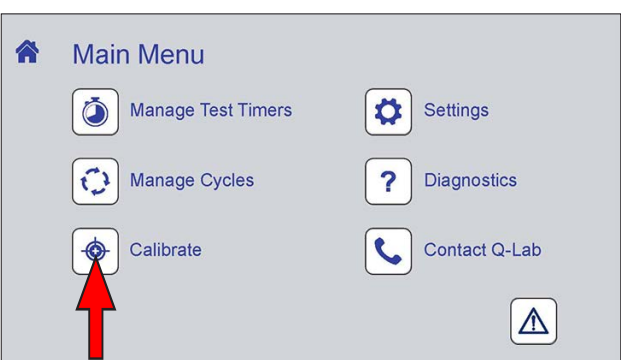 Main Menu
Manage Test Timers
Settings
Manage Cycles
?
Diagnostics
Calibrate
Contact Q-Lab